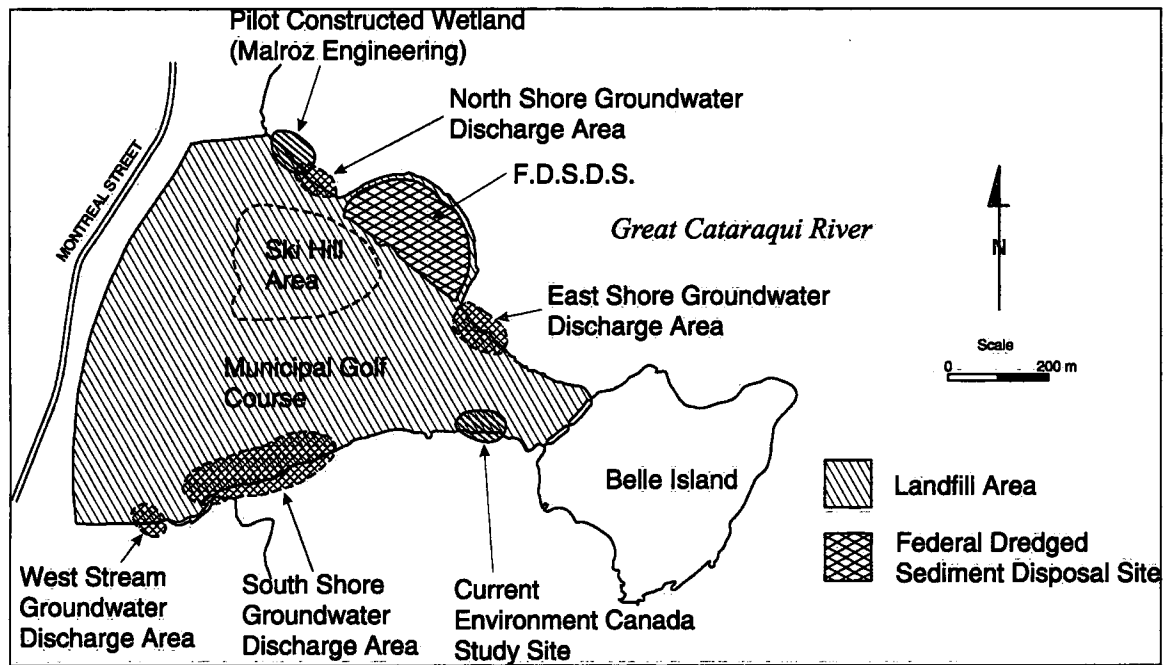 Pilot Constructed Wetland
(Malroz Engineering)
North Shore Groundwater
Discharge Area
F.D.S.D.S.
MONTREAL STREET
Great Cataraqui River
N
Ski Hill
Area
East Shore Groundwater
Discharge Area
Scale
0 200 m
Municipal Golf
Course
Belle Island
Landfill Area
Federal Dredged
Sediment Disposal Site
West Stream
Groundwater
Discharge Area
South Shore
Groundwater
Discharge Area
Current
Environment Canada
Study Site